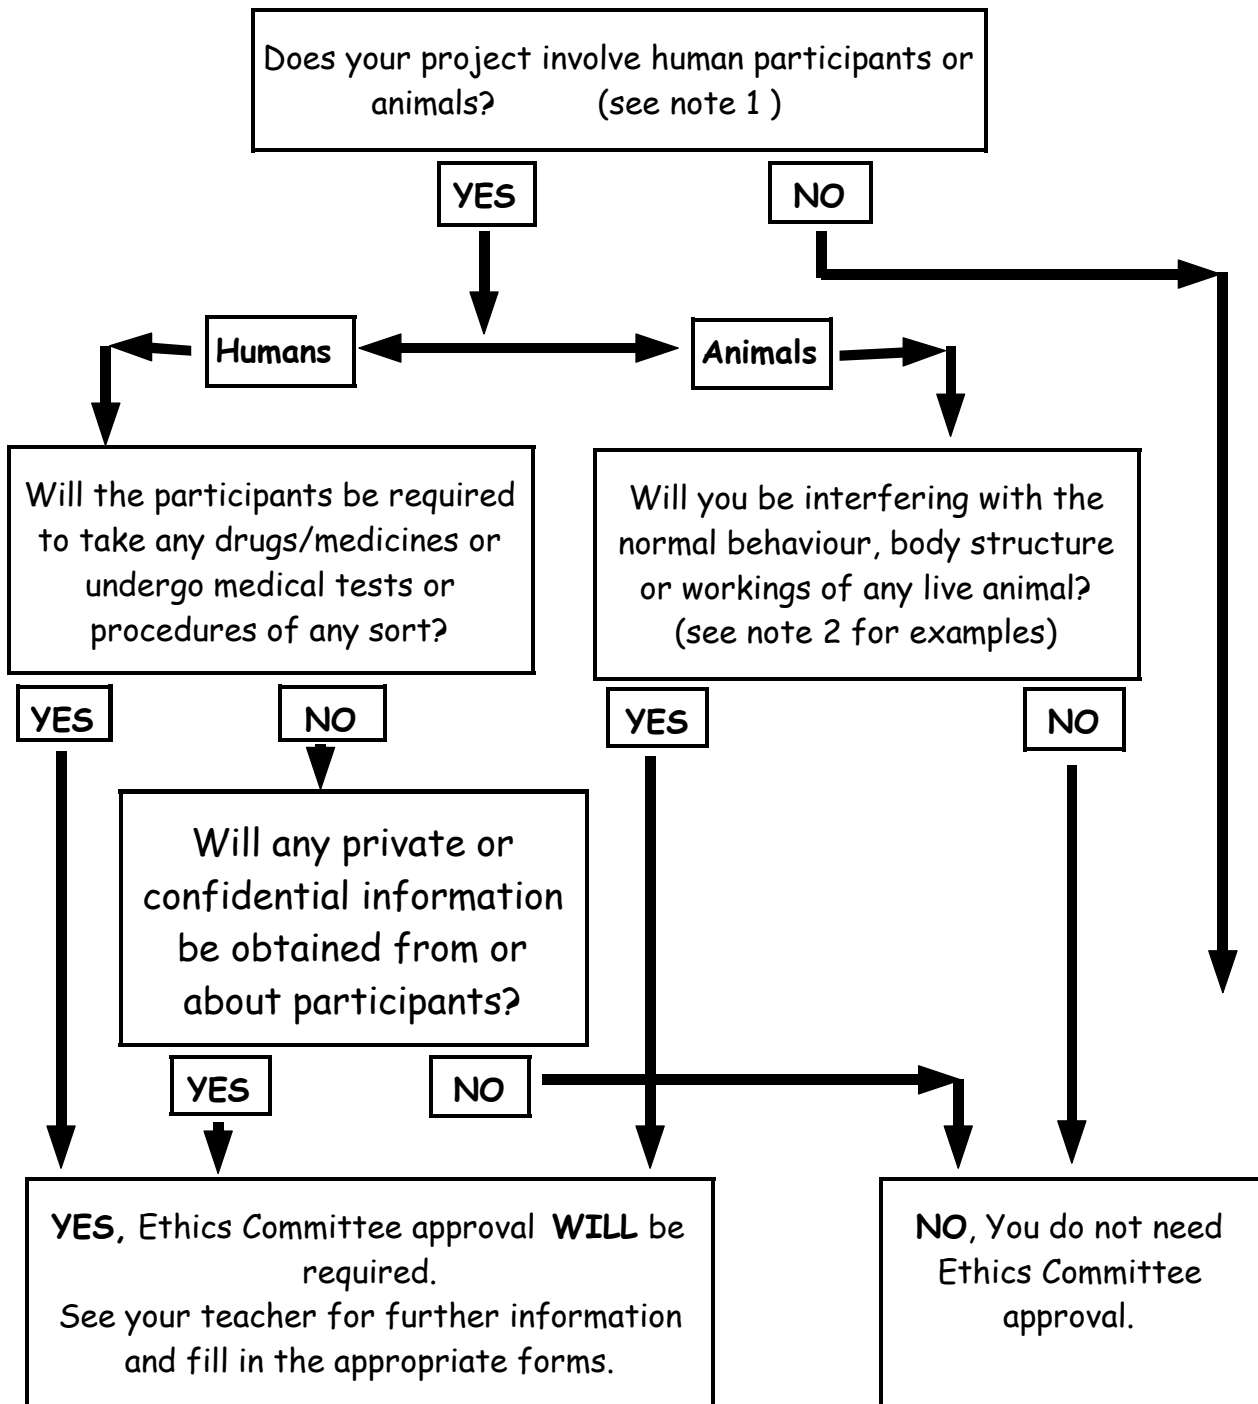 Does your project involve human participants or
animals? (see note 1 )
YES
NO
Humans
Animals
Will the participants be required
to take any drugs/medicines or
undergo medical tests or
procedures of any sort?
Will you be interfering with the
normal behaviour, body structure
or workings of any live animal?
(see note 2 for examples)
YES
NO
YES
NO
Will any private or
confidential information
be obtained from or
about participants?
YES
NO
YES, Ethics Committee approval WILL be
required.
See your teacher for further information
and fill in the appropriate forms.
NO, You do not need
Ethics Committee
approval.